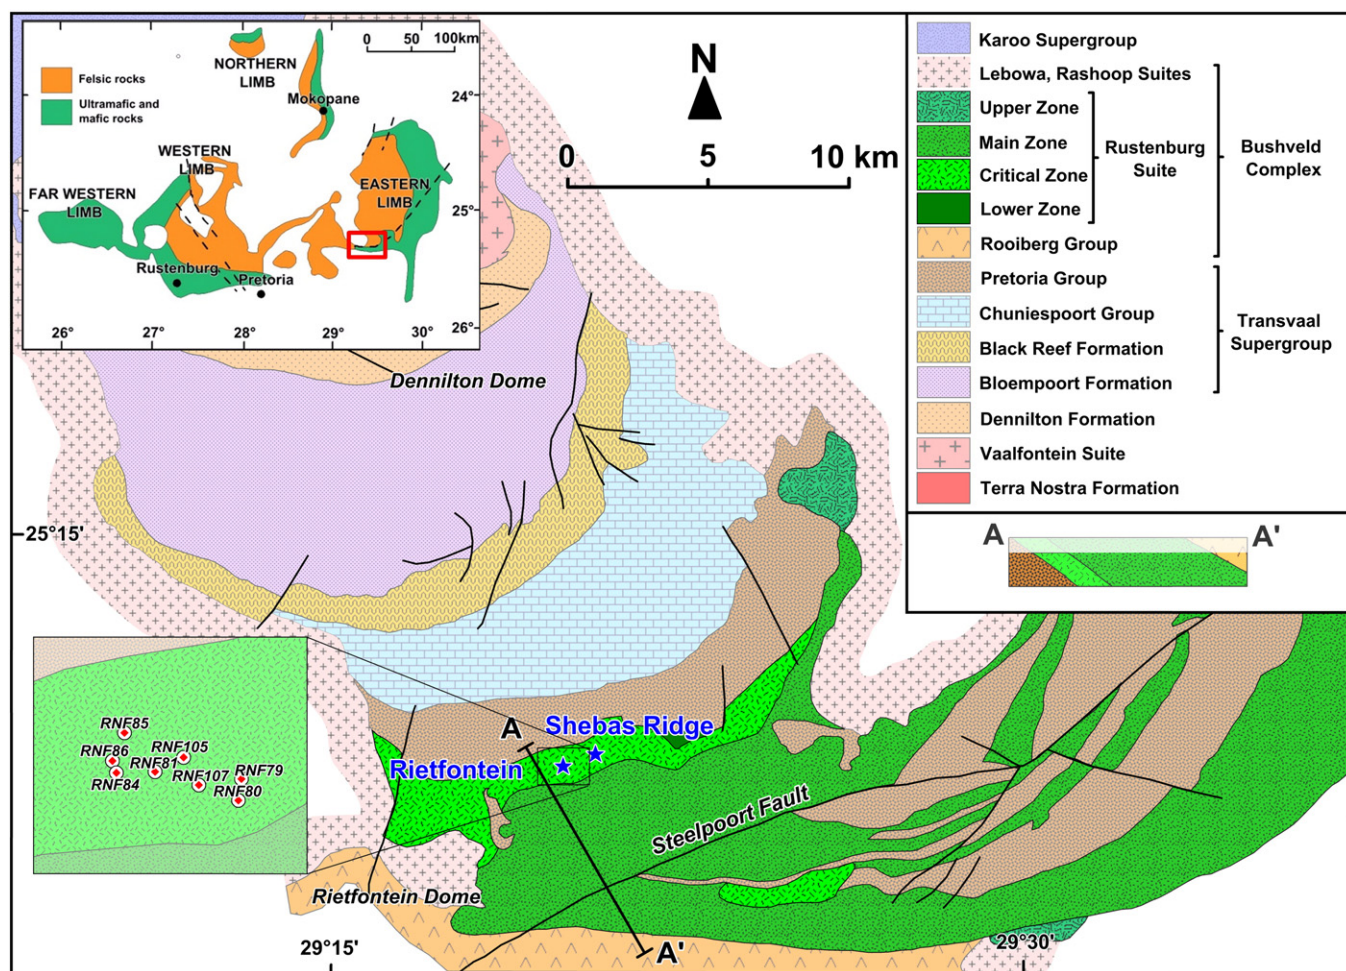 0 50 100km
NORTHERN
LIMB
Felsic rocks
Ultramafic and
mafic rocks
Mokopane
24°
WESTERN
LIMB
FAR WESTERN
LIMB
EASTERN
LIMB
25°
Rustenburg
Pretoria
26° 27° 28° 29° 30° 26°
N
0 5 10 km
Karoo Supergroup
Lebowa, Rashoop Suites
Upper Zone
Main Zone
Critical Zone
Lower Zone
Rustenburg
Suite
Bushveld
Complex
Rooiberg Group
Pretoria Group
Chuniespoort Group
Black Reef Formation
Bloempoort Formation
Transvaal
Supergroup
Dennilton Formation
Vaalfontein Suite
Terra Nostra Formation
A A'
Dennilton Dome
25°15'
RNF85
RNF86
RNF105
RNF81
RNF84
RNF107
RNF79
RNF80
A
Shebas Ridge
Rietfontein
Steelpoort Fault
Rietfontein Dome
A'
29°15'
29°30'